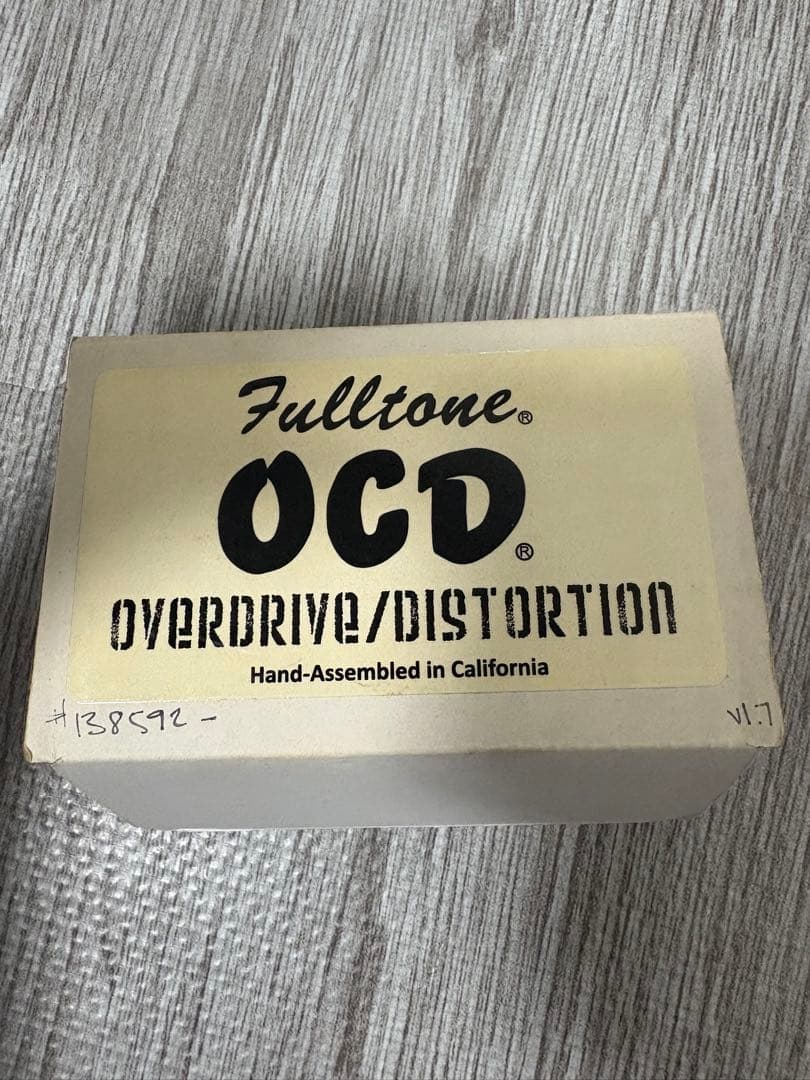 Fulltone®
OCD®
OVERDRIVE/DISTORTION
Hand-Assembled in California
#138592 -
v1.7